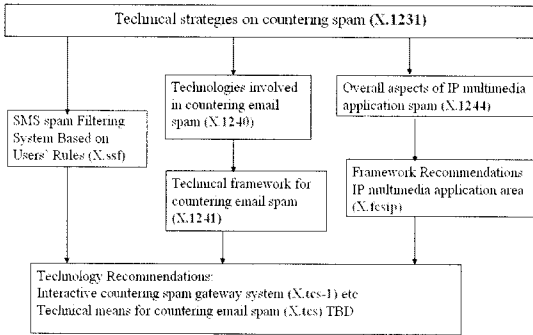 Technical strategies on countering spam (X.1231)
SMS spam Filtering
System Based on
Users` Rules (X.ssf)
Technologies involved
in countering email
spam (X.1240)
Technical framework for
countering email spam
(X.1241)
Overall aspects of IP multimedia
application spam (X.1244)
Framework Recommendations
IP multimedia application area
(X.fcsip)
Technology Recommendations:
Interactive countering spam gateway system (X.tcs-1) etc
Technical means for countering email spam (X.tcs) TBD